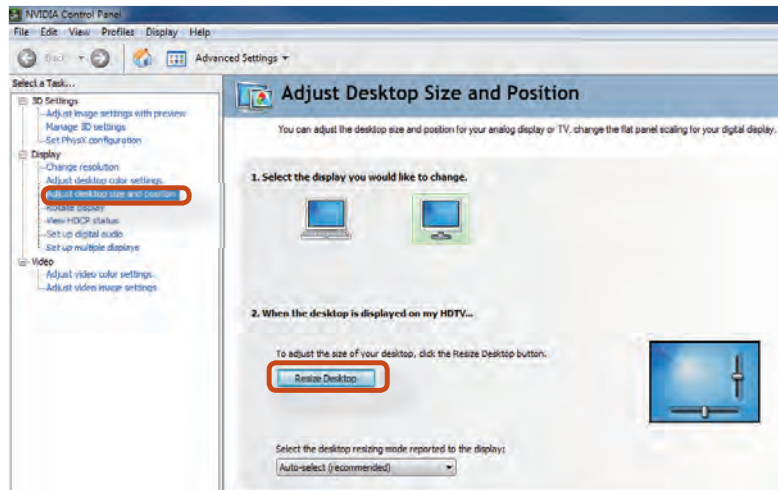 NVIDIA Control Panel
File Edit View Profiles Display Help
Back Advanced Settings
Select a Task...
3D Settings
Adjust image settings with preview
Manage 3D settings
Set PhysX configuration
Display
Change resolution
Adjust desktop color settings
Adjust desktop size and position
Rotate display
View HDCP status
Set up digital audio
Set up multiple displays
Video
Adjust video color settings
Adjust video image settings
Adjust Desktop Size and Position
You can adjust the desktop size and position for your analog display or TV, change the flat panel scaling for your digital display,
1. Select the display you would like to change.
2. When the desktop is displayed on my HDTV...
To adjust the size of your desktop, click the Resize Desktop button.
Resize Desktop
Select the desktop resizing mode reported to the display:
Auto-select (recommended)